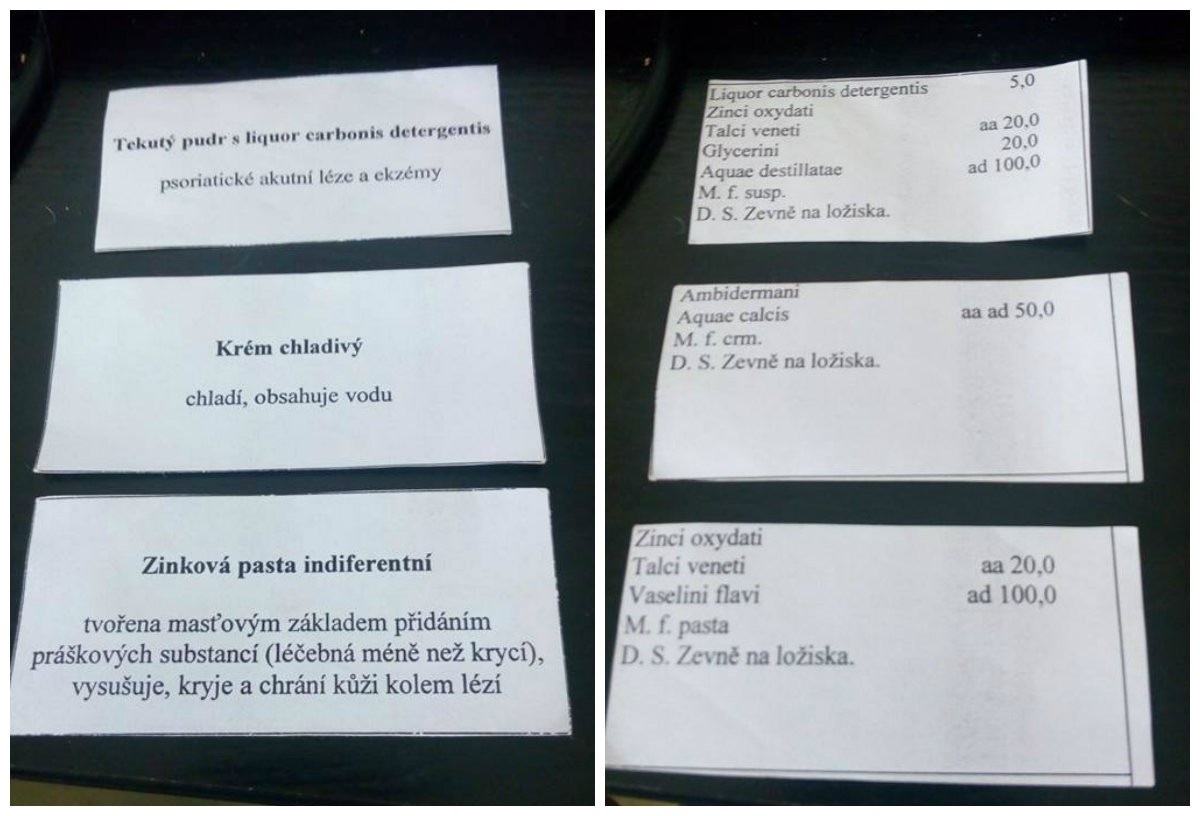 Tekutý pudr s liquor carbonis detergentis
psoriatické akutní léze a ekzémy
Krém chladivý
chladí, obsahuje vodu
Zinková pasta indiferentní
tvořena masťovým základem přidáním
práškových substancí (léčebná méně než krycí),
vysušuje, kryje a chrání kůži kolem lézí
Liquor carbonis detergentis 5,0
Zinci oxydati
Talci veneti aa 20,0
Glycerini 20,0
Aquae destillatae ad 100,0
M. f. susp.
D. S. Zevně na ložiska.
Ambidermani
Aquae calcis aa ad 50,0
M. f. crm.
D. S. Zevně na ložiska.
Zinci oxydati
Talci veneti aa 20,0
Vaselini flavi ad 100,0
M. f. pasta
D. S. Zevně na ložiska.